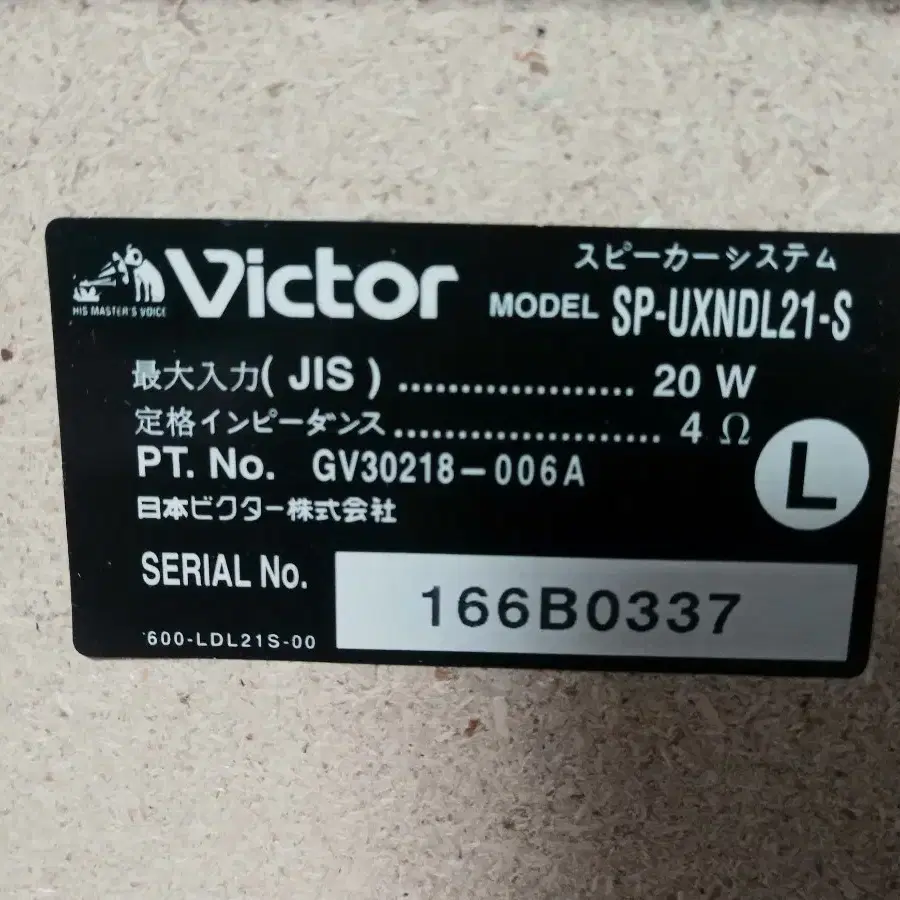 Victor
HIS MASTER'S VOICE
スピーカーシステム
MODEL SP-UXNDL21-S
最大入力( JIS ) .................... 20 W
定格インピーダンス ...................... 4 Ω
PT. No. GV30218-006A
L
日本ビクター株式会社
SERIAL No. 166B0337
600-LDL21S-00